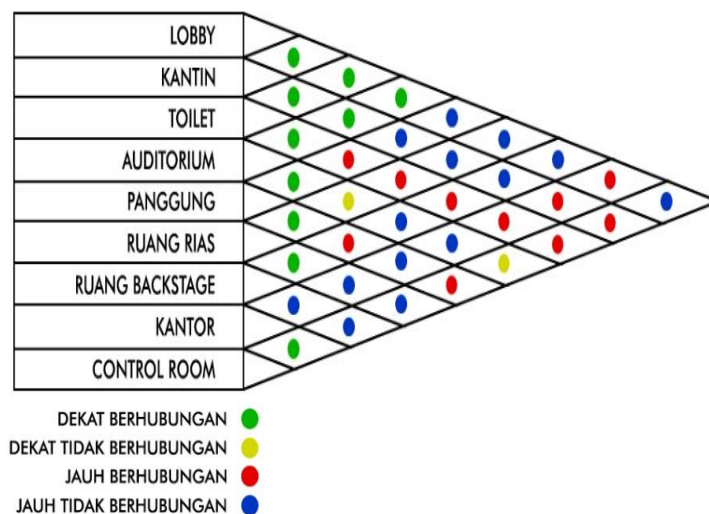 LOBBY
KANTIN
TOILET
AUDITORIUM
PANGGUNG
RUANG RIAS
RUANG BACKSTAGE
KANTOR
CONTROL ROOM
DEKAT BERHUBUNGAN
DEKAT TIDAK BERHUBUNGAN
JAUH BERHUBUNGAN
JAUH TIDAK BERHUBUNGAN